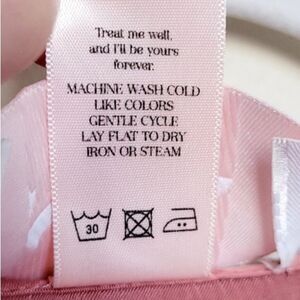 Treat me well,
and I'll be yours
forever.
MACHINE WASH COLD
LIKE COLORS
GENTLE CYCLE
LAY FLAT TO DRY
IRON OR STEAM
30